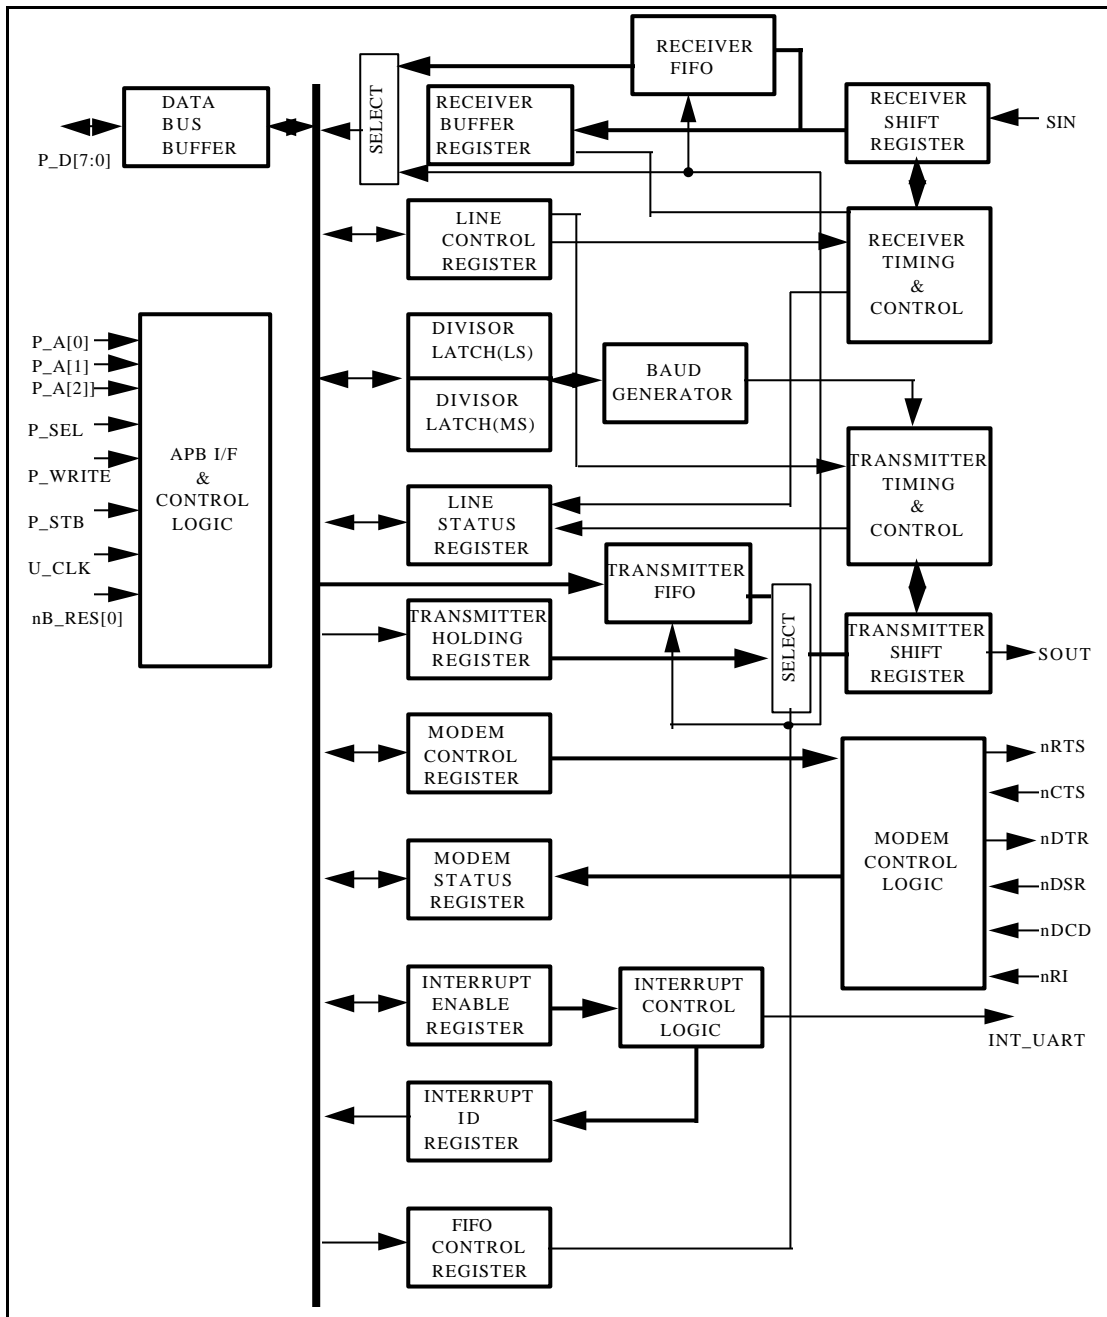 RECEIVER
FIFO
SELECT
DATA
BUS
BUFFER
P_D[7:0]
RECEIVER
BUFFER
REGISTER
RECEIVER
SHIFT
REGISTER
SIN
LINE
CONTROL
REGISTER
RECEIVER
TIMING
&
CONTROL
P_A[0]
P_A[1]
P_A[2]]
P_SEL
P_WRITE
P_STB
U_CLK
nB_RES[0]
APB I/F
&
CONTROL
LOGIC
DIVISOR
LATCH(LS)
DIVISOR
LATCH(MS)
BAUD
GENERATOR
TRANSMITTER
TIMING
&
CONTROL
LINE
STATUS
REGISTER
TRANSMITTER
FIFO
SELECT
TRANSMITTER
HOLDING
REGISTER
TRANSMITTER
SHIFT
REGISTER
SOUT
MODEM
CONTROL
REGISTER
MODEM
CONTROL
LOGIC
nRTS
nCTS
nDTR
nDSR
nDCD
nRI
MODEM
STATUS
REGISTER
INTERRUPT
ENABLE
REGISTER
INTERRUPT
CONTROL
LOGIC
INT_UART
INTERRUPT
ID
REGISTER
FIFO
CONTROL
REGISTER